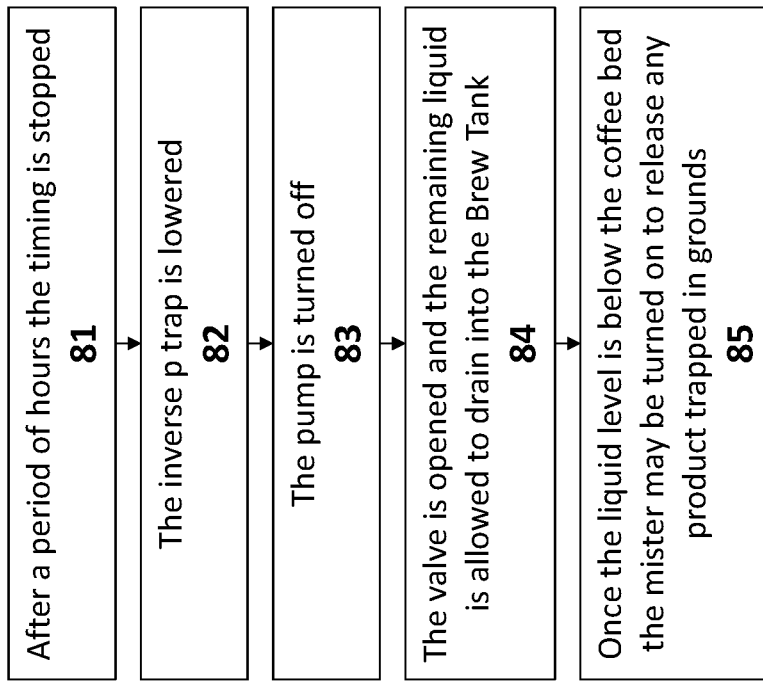 After a period of hours the timing is stopped
81
The inverse p trap is lowered
82
The pump is turned off
83
The valve is opened and the remaining liquid
is allowed to drain into the Brew Tank
84
Once the liquid level is below the coffee bed
the mister may be turned on to release any
product trapped in grounds
85